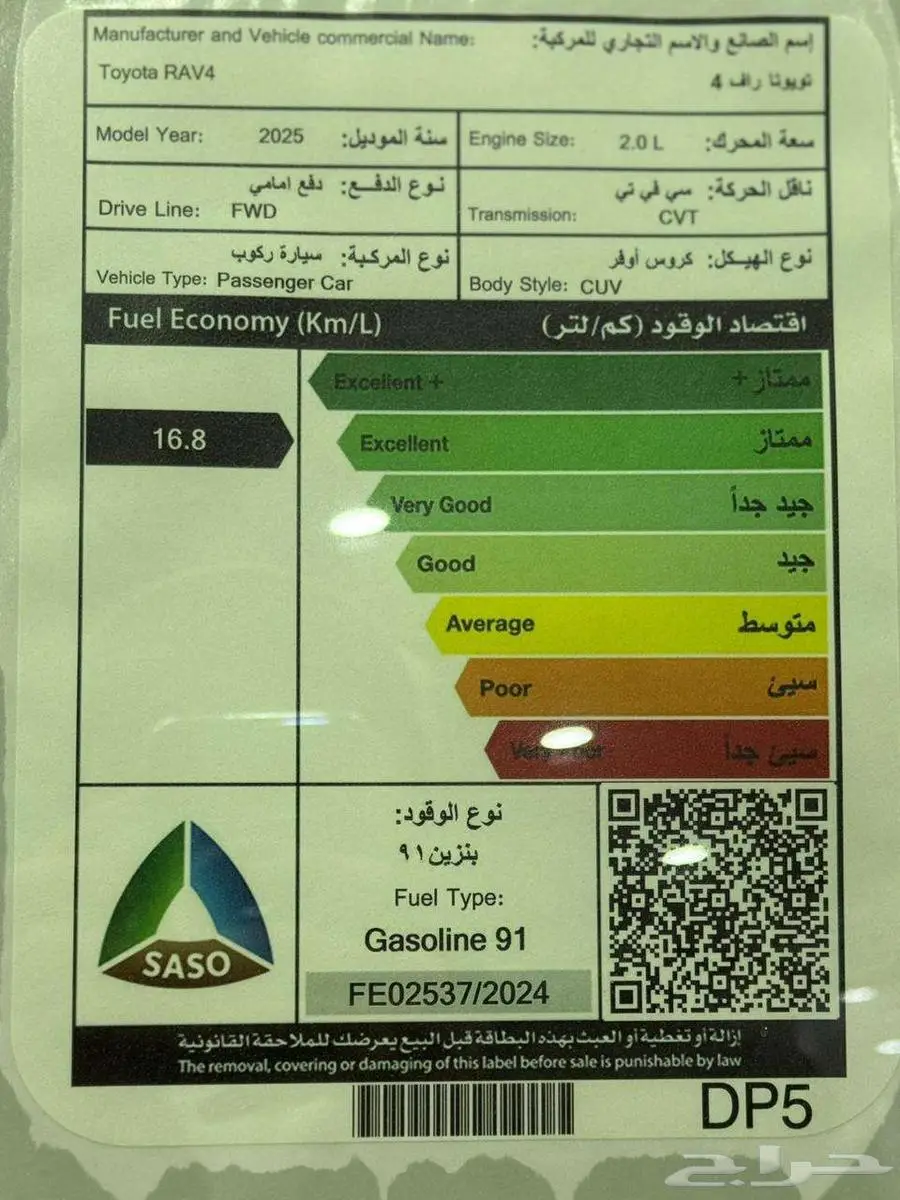 Manufacturer and Vehicle commercial Name: إسم الصانع والاسم التجاري للمركبة:
Toyota RAV4 تويوتا راف 4
Model Year: 2025 سنة الموديل:
Engine Size: 2.0 L سعة المحرك:
نوع الدفع: دفع امامي
Drive Line: FWD
ناقل الحركة: سي في تي
Transmission: CVT
نوع المركبة: سيارة ركوب
Vehicle Type: Passenger Car
نوع الهيكل: كروس أوفر
Body Style: CUV
Fuel Economy (Km/L) اقتصاد الوقود (كم/لتر)
16.8
Excellent + ممتاز +
Excellent ممتاز
Very Good جيد جداً
Good جيد
Average متوسط
Poor سيئ
Very Poor سيئ جداً
SASO
نوع الوقود:
بنزين٩١
Fuel Type:
Gasoline 91
FE02537/2024
إزالة أو تغطية أو العبث بهذه البطاقة قبل البيع يعرضك للملاحقة القانونية
The removal, covering or damaging of this label before sale is punishable by law
DP5
حراج